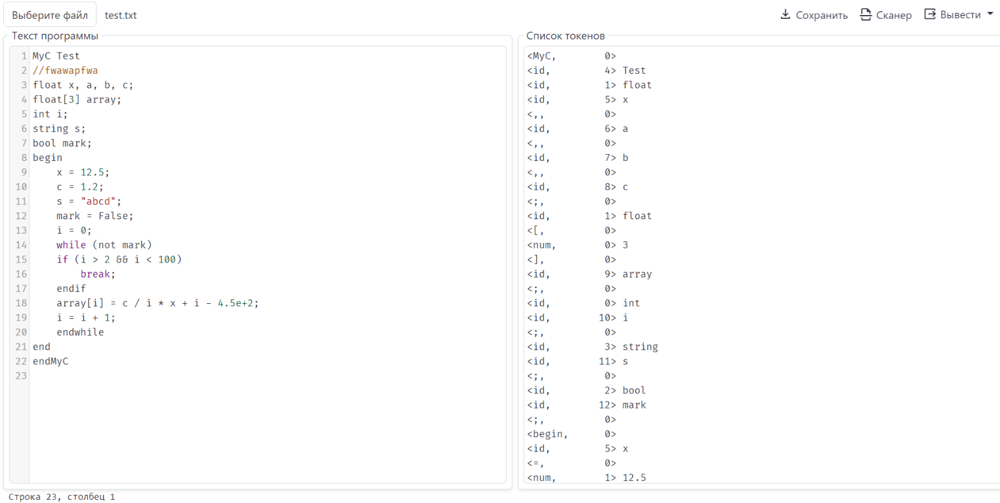 Выберите файл test.txt Сохранить Сканер Вывести
Текст программы
1 MyC Test
2 //fwawapfwa
3 float x, a, b, c;
4 float[3] array;
5 int i;
6 string s;
7 bool mark;
8 begin
9     x = 12.5;
10     c = 1.2;
11     s = "abcd";
12     mark = False;
13     i = 0;
14     while (not mark)
15     if (i > 2 && i < 100)
16         break;
17     endif
18     array[i] = c / i * x + i - 4.5e+2;
19     i = i + 1;
20     endwhile
21 end
22 endMyC
23
Список токенов
<MyC, 0>
<id, 4> Test
<id, 1> float
<id, 5> x
<,, 0>
<id, 6> a
<,, 0>
<id, 7> b
<,, 0>
<id, 8> c
<;, 0>
<id, 1> float
<[, 0>
<num, 0> 3
<], 0>
<id, 9> array
<;, 0>
<id, 0> int
<id, 10> i
<;, 0>
<id, 3> string
<id, 11> s
<;, 0>
<id, 2> bool
<id, 12> mark
<;, 0>
<begin, 0>
<id, 5> x
<=, 0>
<num, 1> 12.5
Строка 23, столбец 1